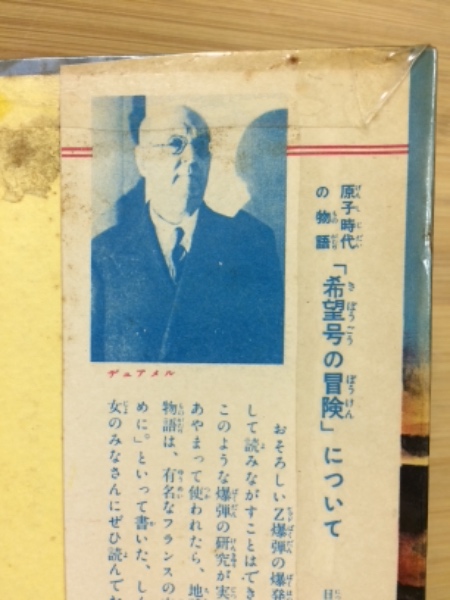 原子時代
の物語
「希望号の冒険」について
デュアメル
おそろしいZ爆弾の爆発
して読みながすことはでき
このような爆弾の研究が実
あやまって使われたら、地
物語は、有名なフランスの
めに。」といって書いた、し
女のみなさんにぜひ読んで